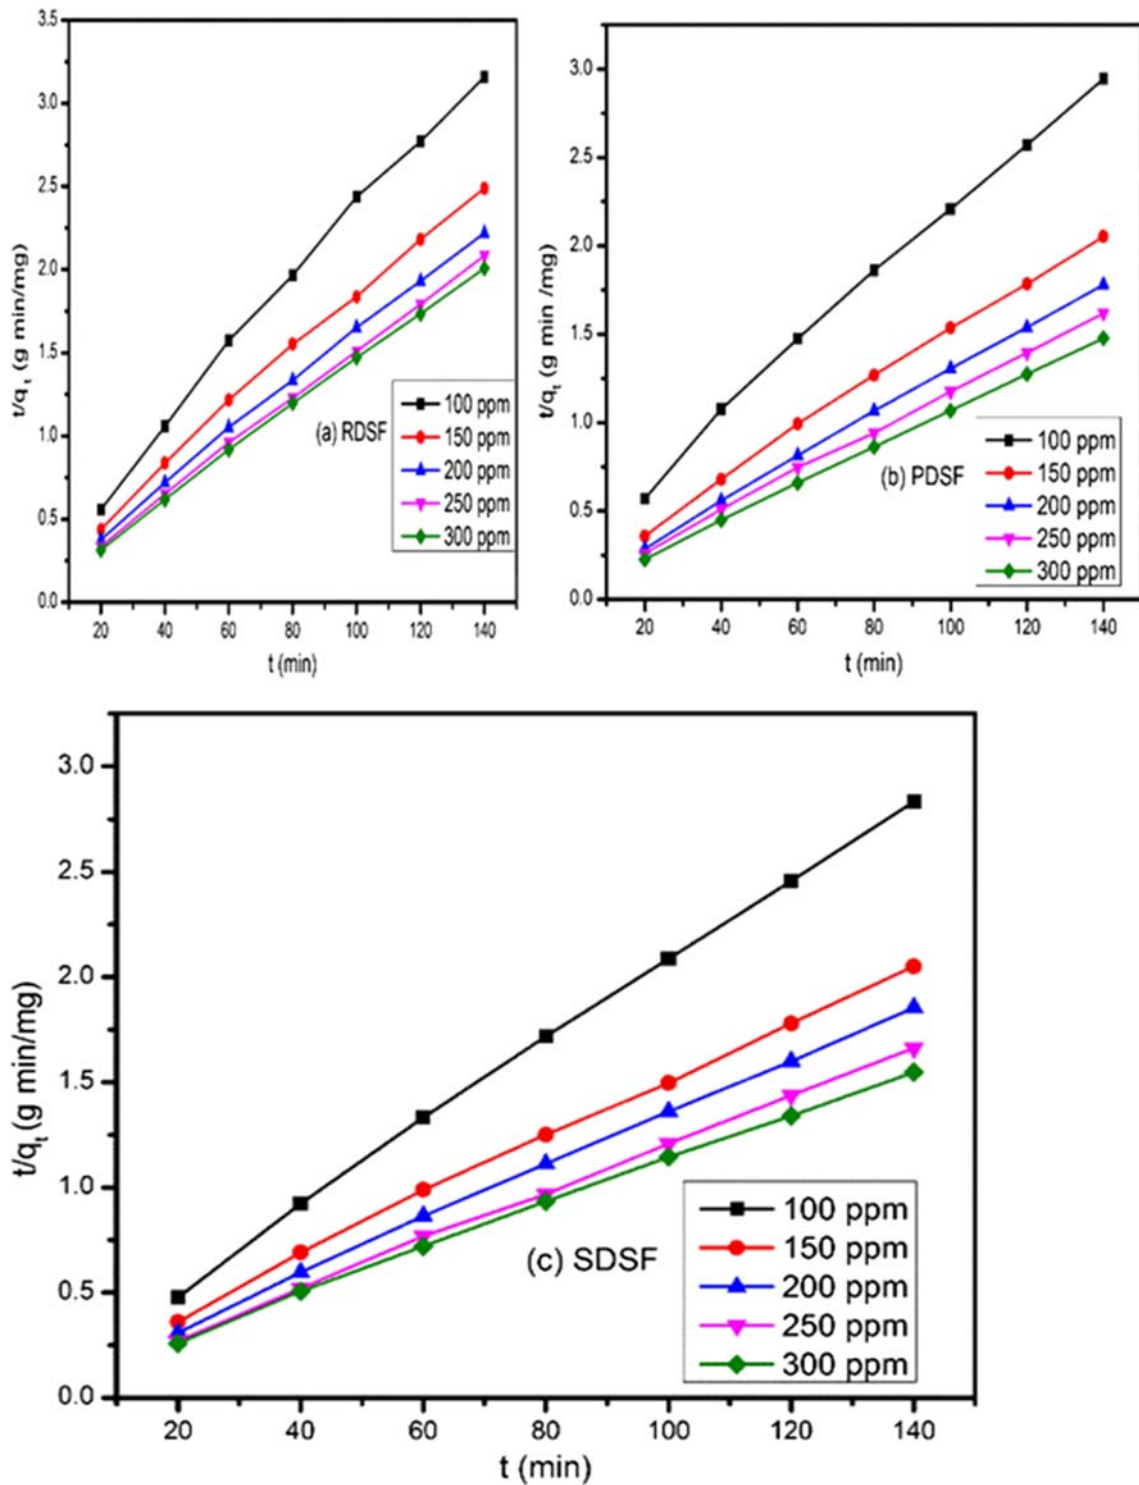 3.5
3.0
2.5
2.0
1.5
1.0
0.5
0.0
t/qt (g min/mg)
20 40 60 80 100 120 140
t (min)
(a) RDSF
100 ppm
150 ppm
200 ppm
250 ppm
300 ppm
3.0
2.5
2.0
1.5
1.0
0.5
0.0
t/qt (g min /mg)
20 40 60 80 100 120 140
t (min)
(b) PDSF
100 ppm
150 ppm
200 ppm
250 ppm
300 ppm
3.0
2.5
2.0
1.5
1.0
0.5
0.0
t/qt (g min/mg)
20 40 60 80 100 120 140
t (min)
(c) SDSF
100 ppm
150 ppm
200 ppm
250 ppm
300 ppm